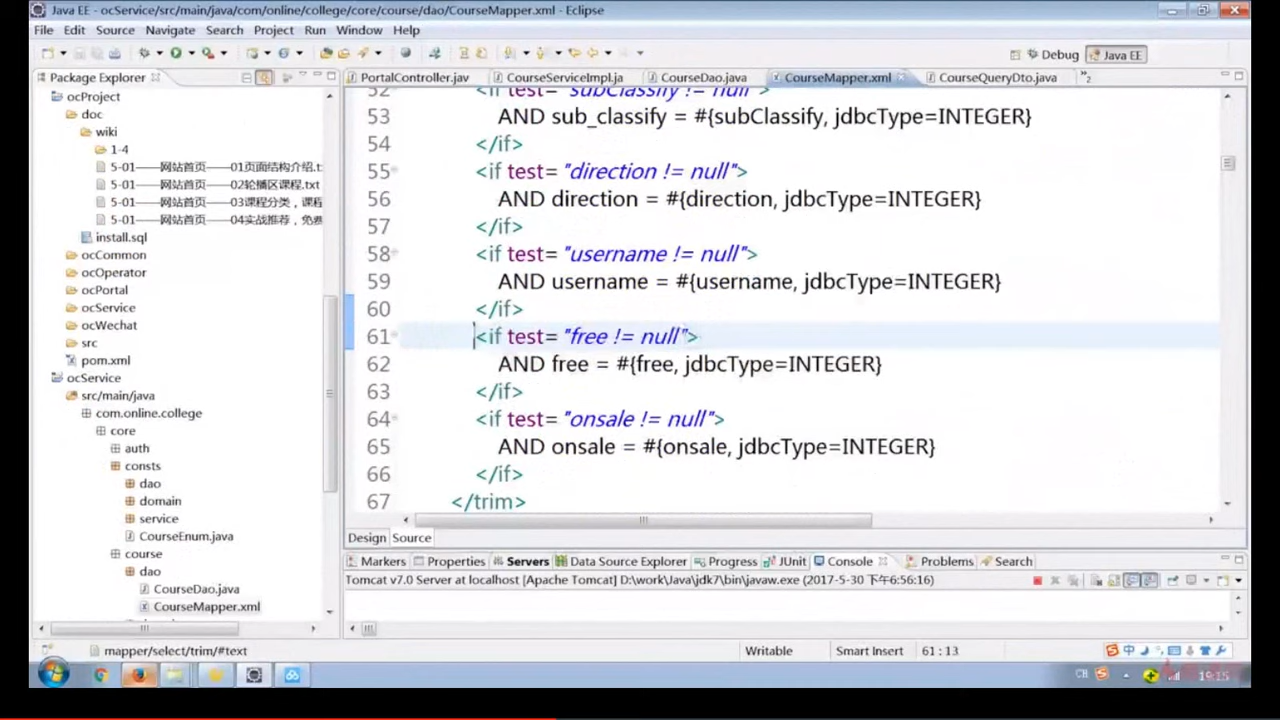 Java EE - ocService/src/main/java/com/online/college/core/course/dao/CourseMapper.xml - Eclipse
File Edit Source Navigate Search Project Run Window Help
Debug Java EE
Package Explorer
PortalController.jav CourseServiceImpl.ja CourseDao.java CourseMapper.xml CourseQueryDto.java »2
ocProject
doc
wiki
1-4
5-01——网站首页——01页面结构介绍.t
5-01——网站首页——02轮播区课程.txt
5-01——网站首页——03课程分类，课程
5-01——网站首页——04实战推荐，免费
install.sql
ocCommon
ocOperator
ocPortal
ocService
ocWechat
src
pom.xml
ocService
src/main/java
com.online.college
core
auth
consts
dao
domain
service
CourseEnum.java
course
dao
CourseDao.java
CourseMapper.xml
52 <if test="subClassify != null">
53 AND sub_classify = #{subClassify, jdbcType=INTEGER}
54 </if>
55 <if test="direction != null">
56 AND direction = #{direction, jdbcType=INTEGER}
57 </if>
58 <if test="username != null">
59 AND username = #{username, jdbcType=INTEGER}
60 </if>
61 <if test="free != null">
62 AND free = #{free, jdbcType=INTEGER}
63 </if>
64 <if test="onsale != null">
65 AND onsale = #{onsale, jdbcType=INTEGER}
66 </if>
67 </trim>
Design Source
Markers Properties Servers Data Source Explorer Progress JUnit Console Problems Search
Tomcat v7.0 Server at localhost [Apache Tomcat] D:\work\Java\jdk7\bin\javaw.exe (2017-5-30 下午6:56:16)
mapper/select/trim/#text Writable Smart Insert 61 : 13
中
CH 19:15